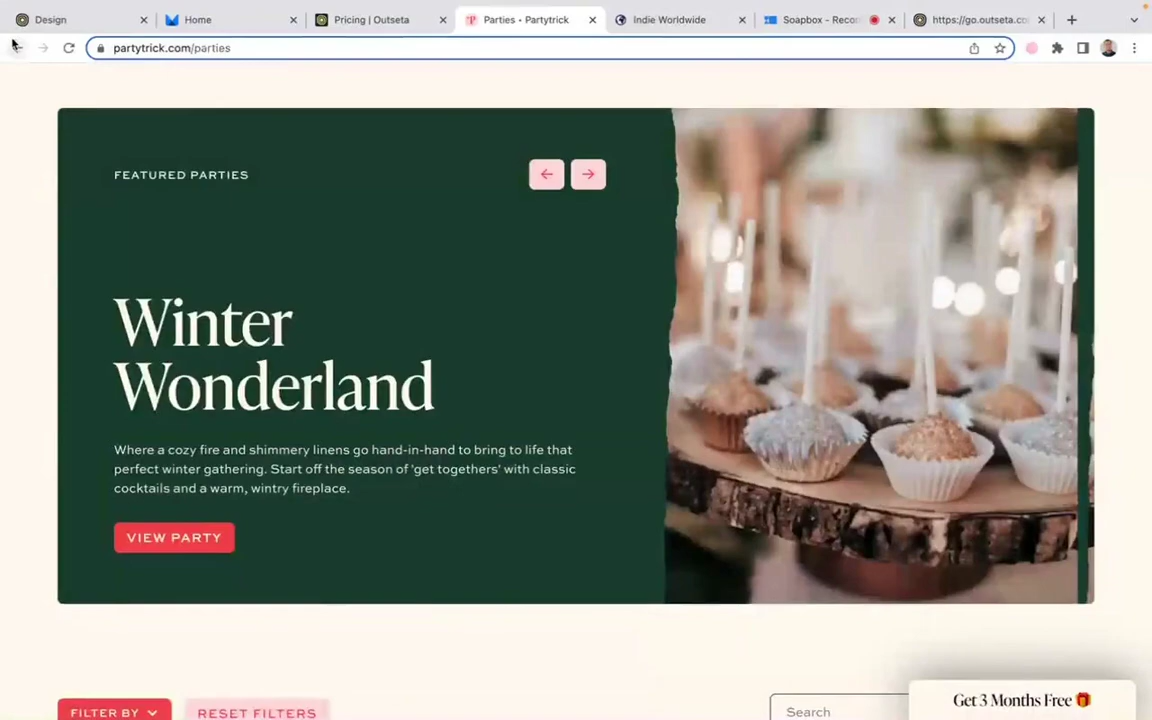 Design
Home
Pricing | Outseta
Parties • Partytrick
Indie Worldwide
Soapbox - Reco
https://go.outseta.co
partytrick.com/parties
FEATURED PARTIES
Winter
Wonderland
Where a cozy fire and shimmery linens go hand-in-hand to bring to life that
perfect winter gathering. Start off the season of 'get togethers' with classic
cocktails and a warm, wintry fireplace.
VIEW PARTY
FILTER BY
RESET FILTERS
Search
Get 3 Months Free